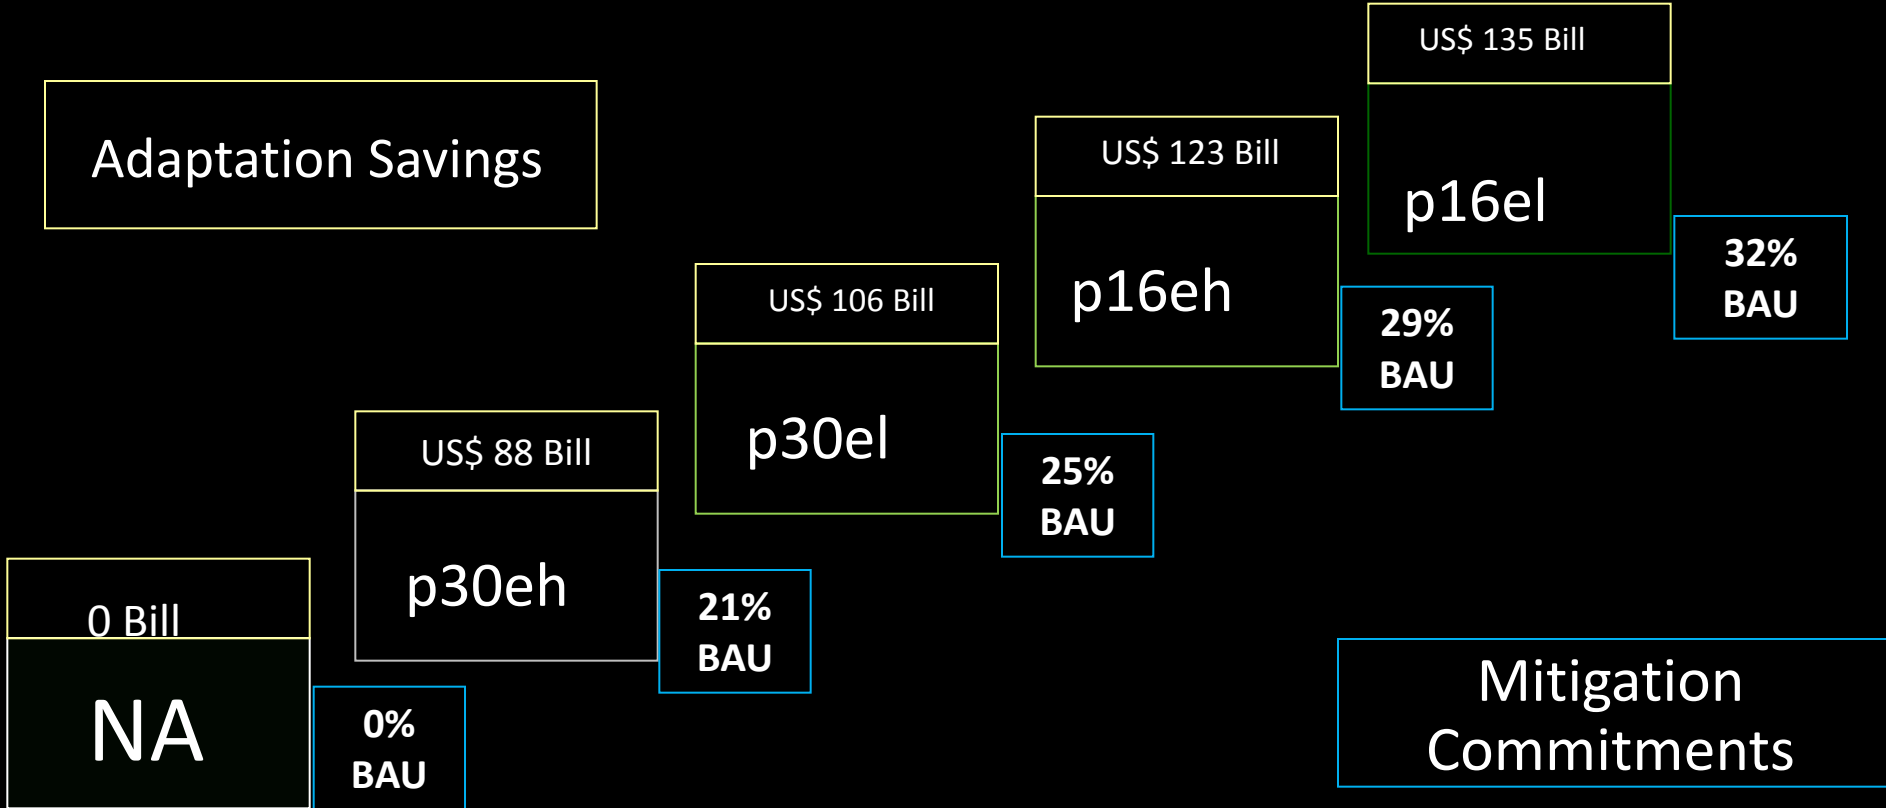 Adaptation Savings
0 Bill
NA
0%
BAU
US$ 88 Bill
p30eh
21%
BAU
US$ 106 Bill
p30el
25%
BAU
US$ 123 Bill
p16eh
29%
BAU
US$ 135 Bill
p16el
32%
BAU
Mitigation
Commitments